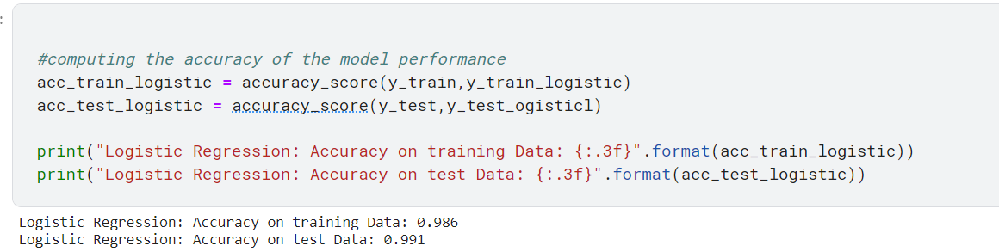 :
#computing the accuracy of the model performance
acc_train_logistic = accuracy_score(y_train,y_train_logistic)
acc_test_logistic = accuracy_score(y_test,y_test_ogisticl)
print("Logistic Regression: Accuracy on training Data: {:.3f}".format(acc_train_logistic))
print("Logistic Regression: Accuracy on test Data: {:.3f}".format(acc_test_logistic))
Logistic Regression: Accuracy on training Data: 0.986
Logistic Regression: Accuracy on test Data: 0.991